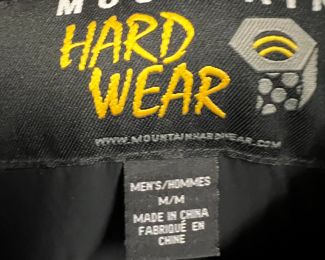 HARD
WEAR
WWW.MOUNTAINHARDWEAR.COM
MEN'S/HOMMES
M/M
MADE IN CHINA
FABRIQUÉ EN
CHINE